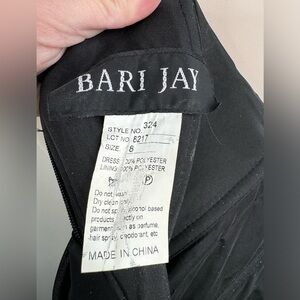 BARI JAY
STYLE NO. 324
LOT NO. 8217
SIZE: 8
DRESS: 100% POLYESTER
LINING: 100% POLYESTER
P
Do not wash
Dry clean only
Do not spray alcohol based
products directly on
garment such as perfume,
hair spray, deodorant, etc
MADE IN CHINA